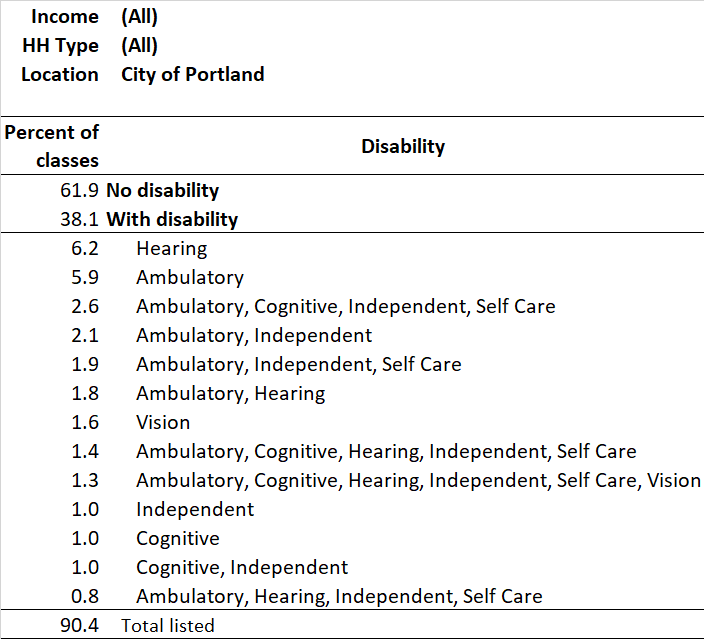 Income (All)
HH Type (All)
Location City of Portland
Percent of classes Disability
61.9 No disability
38.1 With disability
6.2 Hearing
5.9 Ambulatory
2.6 Ambulatory, Cognitive, Independent, Self Care
2.1 Ambulatory, Independent
1.9 Ambulatory, Independent, Self Care
1.8 Ambulatory, Hearing
1.6 Vision
1.4 Ambulatory, Cognitive, Hearing, Independent, Self Care
1.3 Ambulatory, Cognitive, Hearing, Independent, Self Care, Vision
1.0 Independent
1.0 Cognitive
1.0 Cognitive, Independent
0.8 Ambulatory, Hearing, Independent, Self Care
90.4 Total listed